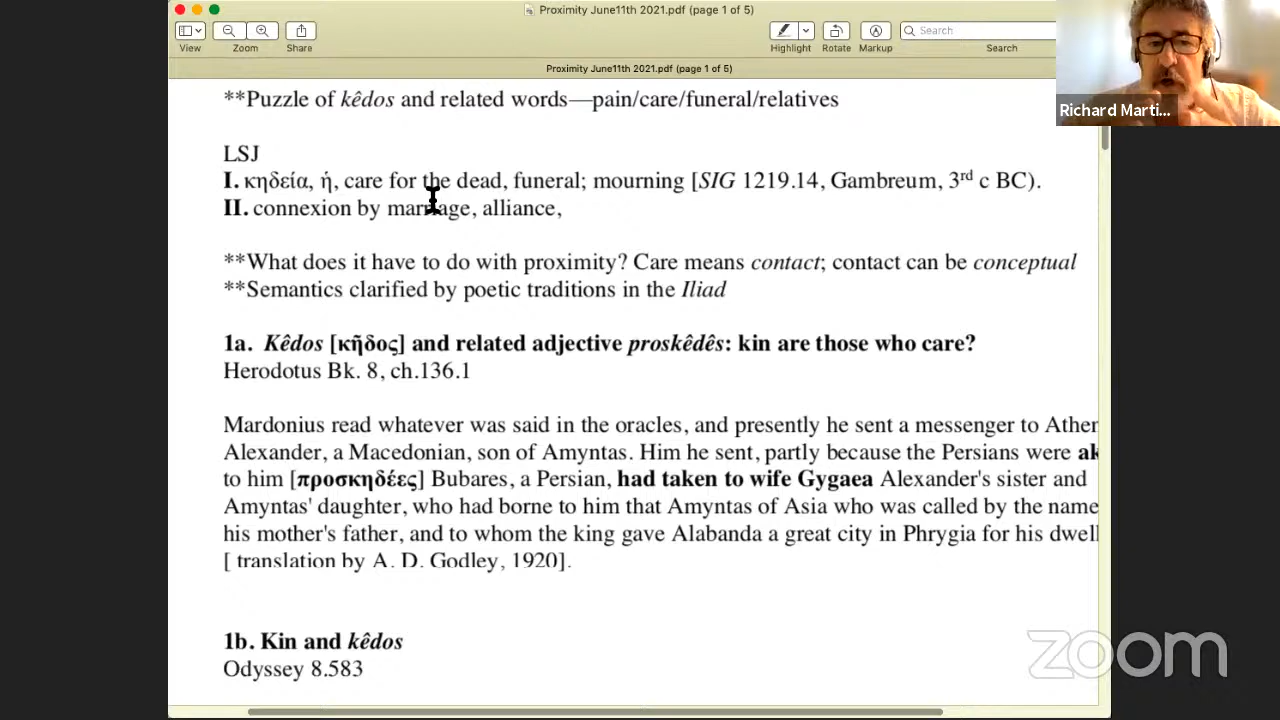 Proximity June11th 2021.pdf (page 1 of 5)
View
Zoom
Share
Highlight
Rotate
Markup
Search
Search
Proximity June11th 2021.pdf (page 1 of 5)
Richard Marti...
**Puzzle of kêdos and related words—pain/care/funeral/relatives
LSJ
I. κηδεία, ἡ, care for the dead, funeral; mourning [SIG 1219.14, Gambreum, 3rd c BC).
II. connexion by marriage, alliance,
**What does it have to do with proximity? Care means contact; contact can be conceptual
**Semantics clarified by poetic traditions in the Iliad
1a. Kêdos [κῆδος] and related adjective proskêdês: kin are those who care?
Herodotus Bk. 8, ch.136.1
Mardonius read whatever was said in the oracles, and presently he sent a messenger to Ather
Alexander, a Macedonian, son of Amyntas. Him he sent, partly because the Persians were ak
to him [προσκηδέες] Bubares, a Persian, had taken to wife Gygaea Alexander's sister and
Amyntas' daughter, who had borne to him that Amyntas of Asia who was called by the name
his mother's father, and to whom the king gave Alabanda a great city in Phrygia for his dwell
[ translation by A. D. Godley, 1920].
1b. Kin and kêdos
Odyssey 8.583
zoom